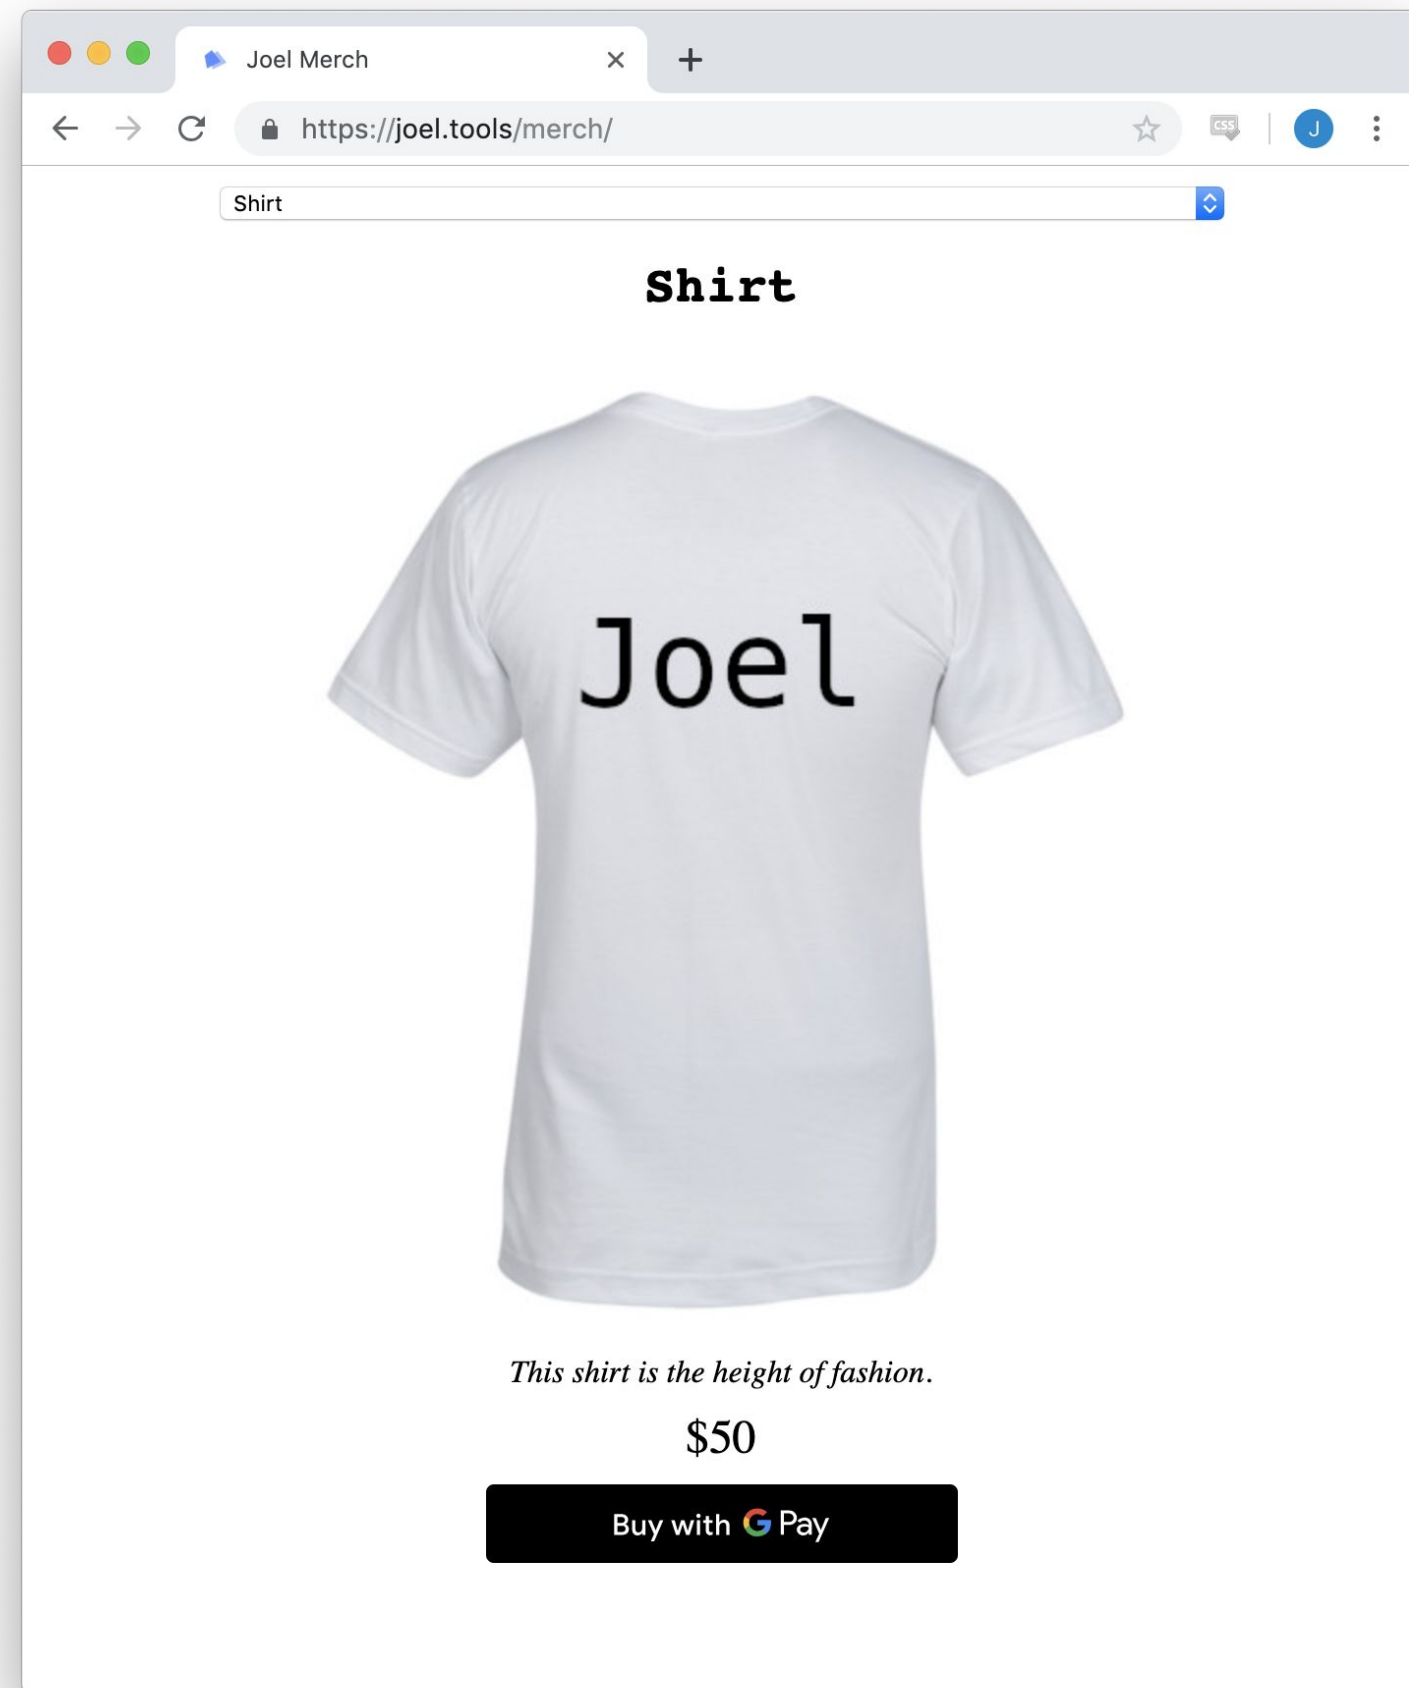 Joel Merch
https://joel.tools/merch/
CSS
J
Shirt
Shirt
Joel
This shirt is the height of fashion.
$50
Buy with G Pay